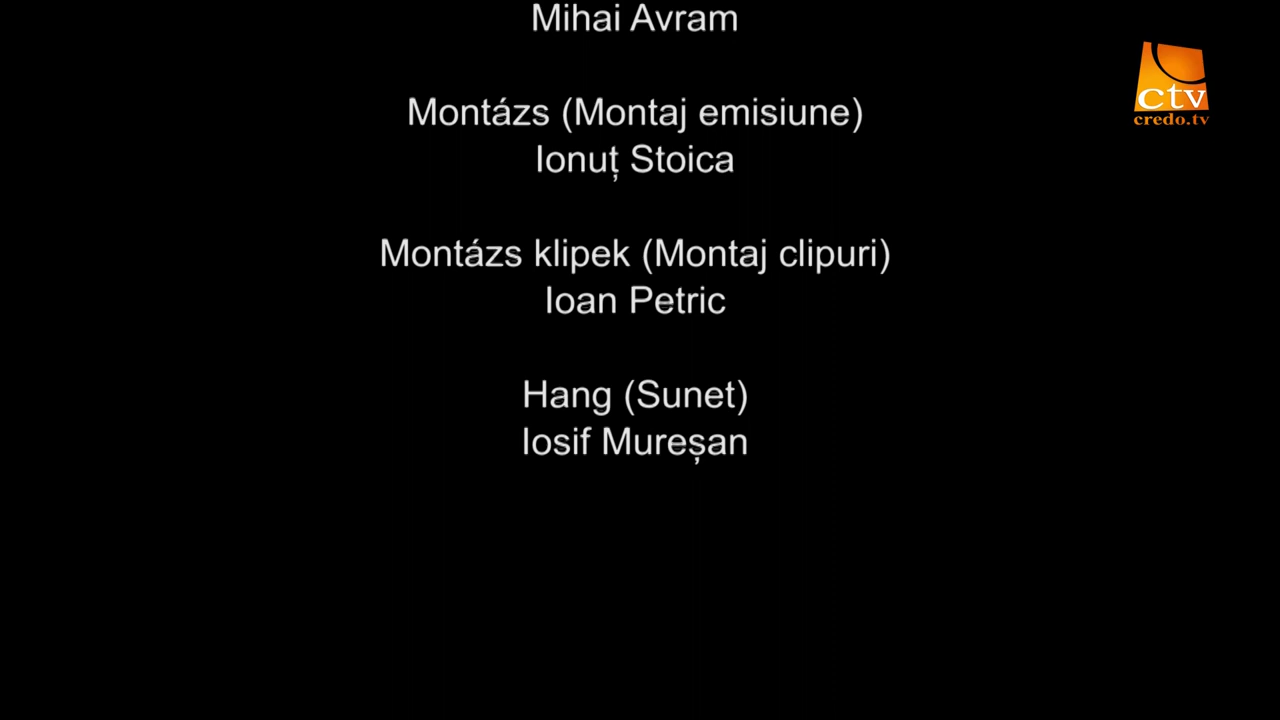 Mihai Avram
Montázs (Montaj emisiune)
Ionuț Stoica
Montázs klipek (Montaj clipuri)
Ioan Petric
Hang (Sunet)
Iosif Mureșan
ctv
credo.tv